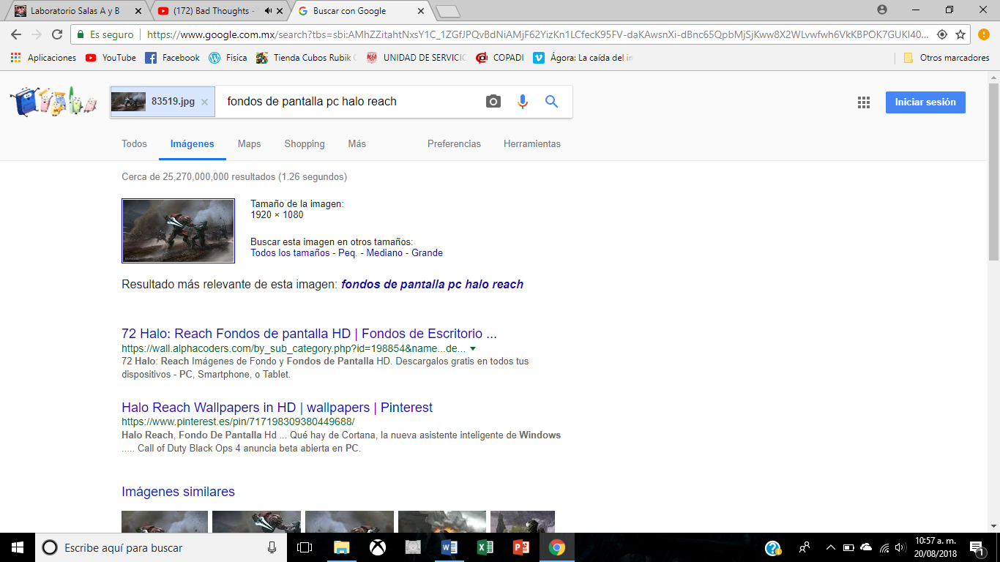 Laboratorio Salas A y B
(172) Bad Thoughts -
Buscar con Google
Es seguro
https://www.google.com.mx/search?tbs=sbi:AMhZZitahtNxsY1C_1ZGfJPQvBdNiAMjF62YizKn1LCfecK95FV-daKAwsnXi-dBnc65QpbMjSjKww8X2WLvwfwh6VkKBPOK7GUKI40...
Aplicaciones
YouTube
Facebook
Fisica
Tienda Cubos Rubik
UNIDAD DE SERVICIO
COPADI
Ágora: La caída del im
Otros marcadores
83519.jpg
fondos de pantalla pc halo reach
Iniciar sesión
Todos
Imágenes
Maps
Shopping
Más
Preferencias
Herramientas
Cerca de 25,270,000,000 resultados (1.26 segundos)
Tamaño de la imagen:
1920 × 1080
Buscar esta imagen en otros tamaños:
Todos los tamaños - Peq. - Mediano - Grande
Resultado más relevante de esta imagen: fondos de pantalla pc halo reach
72 Halo: Reach Fondos de pantalla HD | Fondos de Escritorio ...
https://wall.alphacoders.com/by_sub_category.php?id=198854&name...de...
72 Halo: Reach Imágenes de Fondo y Fondos de Pantalla HD. Descargalos gratis en todos tus
dispositivos - PC, Smartphone, o Tablet.
Halo Reach Wallpapers in HD | wallpapers | Pinterest
https://www.pinterest.es/pin/717198309380449688/
Halo Reach, Fondo De Pantalla Hd ... Qué hay de Cortana, la nueva asistente inteligente de Windows
..... Call of Duty Black Ops 4 anuncia beta abierta en PC.
Imágenes similares
Escribe aquí para buscar
10:57 a. m.
20/08/2018
1